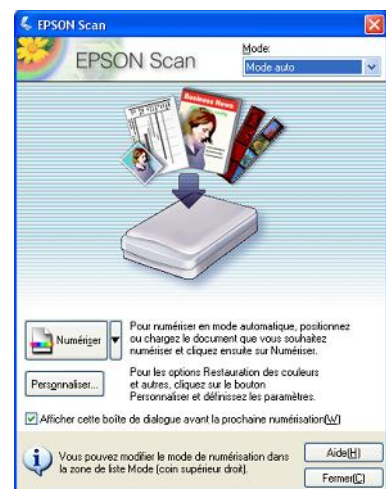 EPSON Scan
EPSON Scan
Mode:
Mode auto
Business News
Numériser
Pour numériser en mode automatique, positionnez
ou chargez le document que vous souhaitez
numériser et cliquez ensuite sur Numériser.
Personnaliser...
Pour les options Restauration des couleurs
et autres, cliquez sur le bouton
Personnaliser et définissez les paramètres.
Afficher cette boîte de dialogue avant la prochaine numérisation(W)
Vous pouvez modifier le mode de numérisation dans
la zone de liste Mode (coin supérieur droit).
Aide(H)
Fermer(C)